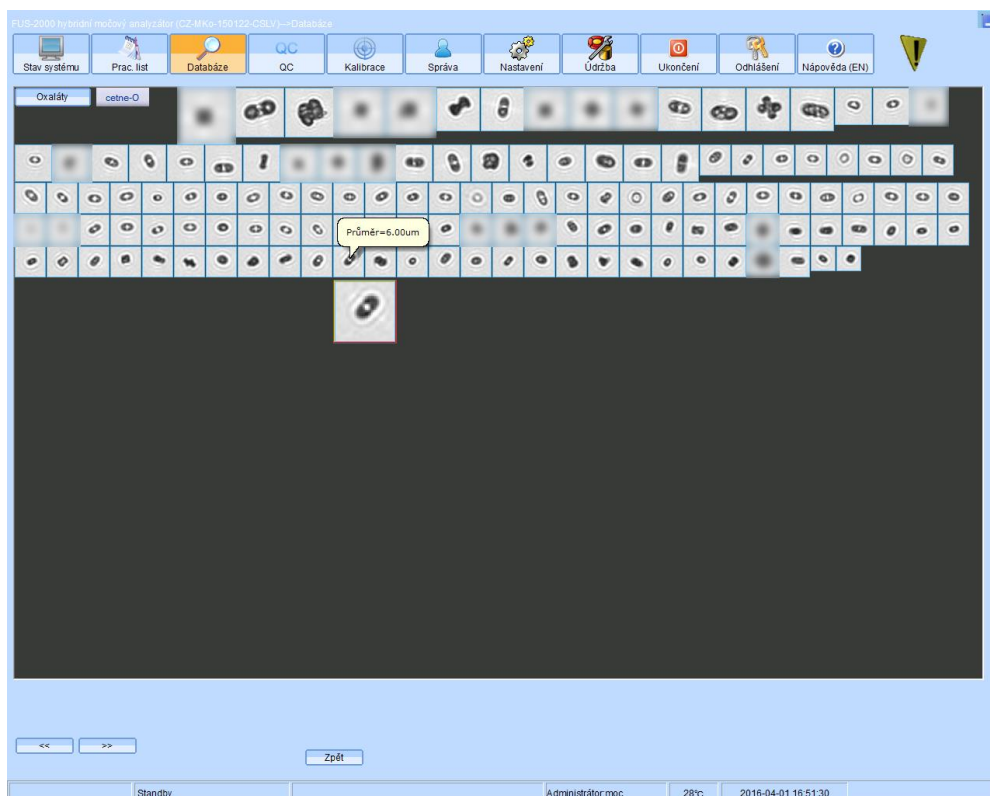 FUS-2000 hybridní močový analyzátor (CZ-MKo-150122-CSLV)-->Databáze
Stav systému Prac. list Databáze QC QC Kalibrace Správa Nastavení Údržba Ukončení Odhlášení Nápověda (EN)
Oxaláty cetne-O
Průměr=6.00um
<< >>
Zpět
Standby Administrátor moc 28°C 2016-04-01 16:51:30